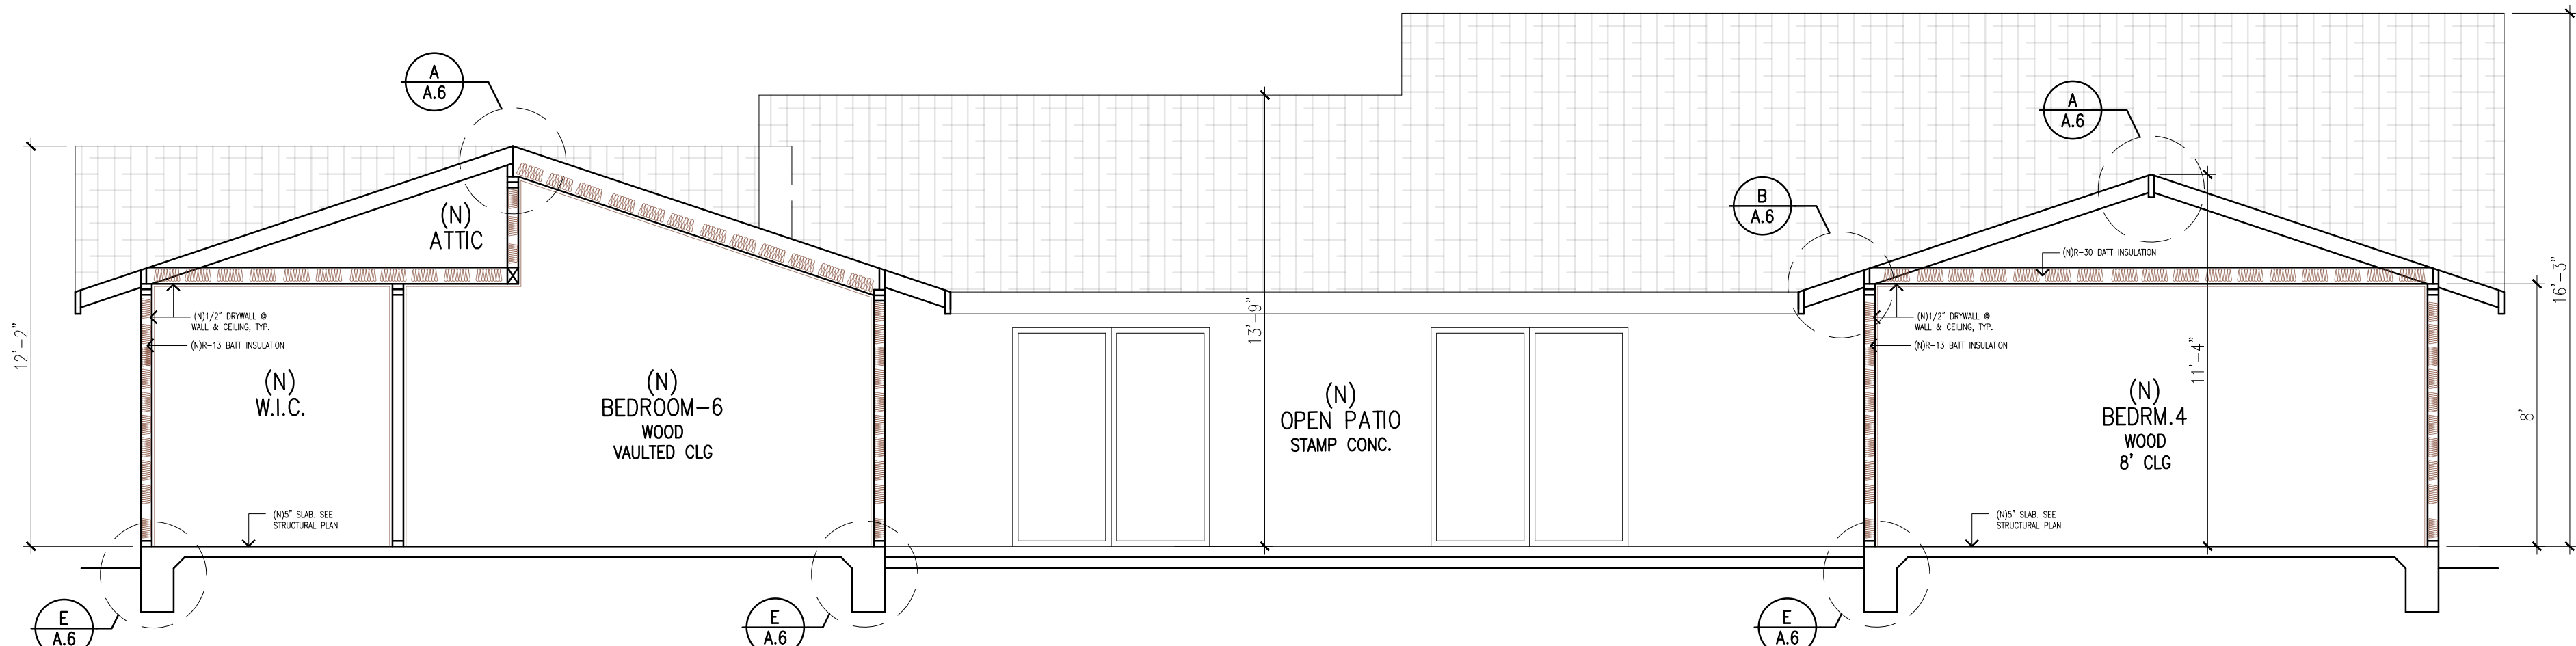 A
A.6
A
A.6
B
A.6
(N)
ATTIC
(N)R-30 BATT INSULATION
12'-2"
13'-9"
16'-3"
11'-4"
8'
(N)1/2" DRYWALL @
WALL & CEILING, TYP.
(N)R-13 BATT INSULATION
(N)1/2" DRYWALL @
WALL & CEILING, TYP.
(N)R-13 BATT INSULATION
(N)
W.I.C.
(N)
BEDROOM-6
WOOD
VAULTED CLG
(N)
OPEN PATIO
STAMP CONC.
(N)
BEDRM.4
WOOD
8' CLG
(N)5" SLAB. SEE
STRUCTURAL PLAN
(N)5" SLAB. SEE
STRUCTURAL PLAN
E
A.6
E
A.6
E
A.6